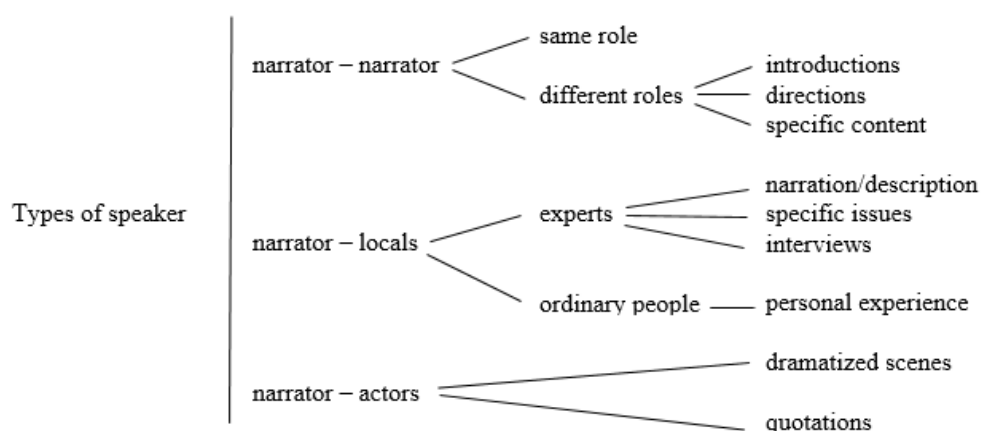 same role
narrator – narrator
introductions
different roles
directions
specific content
narration/description
Types of speaker
experts
specific issues
narrator – locals
interviews
ordinary people
personal experience
dramatized scenes
narrator – actors
quotations